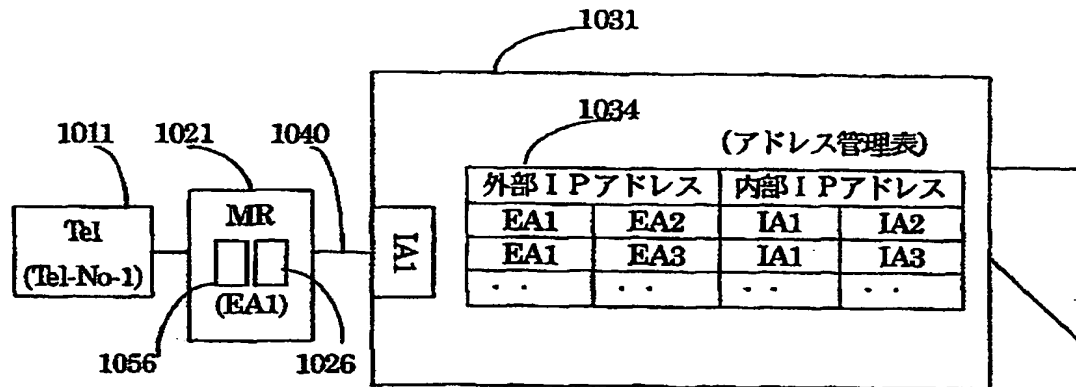 1031
1011
1021
1040
1034
(アドレス管理表)
外部IPアドレス 内部IPアドレス
EA1 EA2 IA1 IA2
EA1 EA3 IA1 IA3
・・ ・・ ・・ ・・
Tel
(Tel-No-1)
MR
(EA1)
IA1
1056
1026